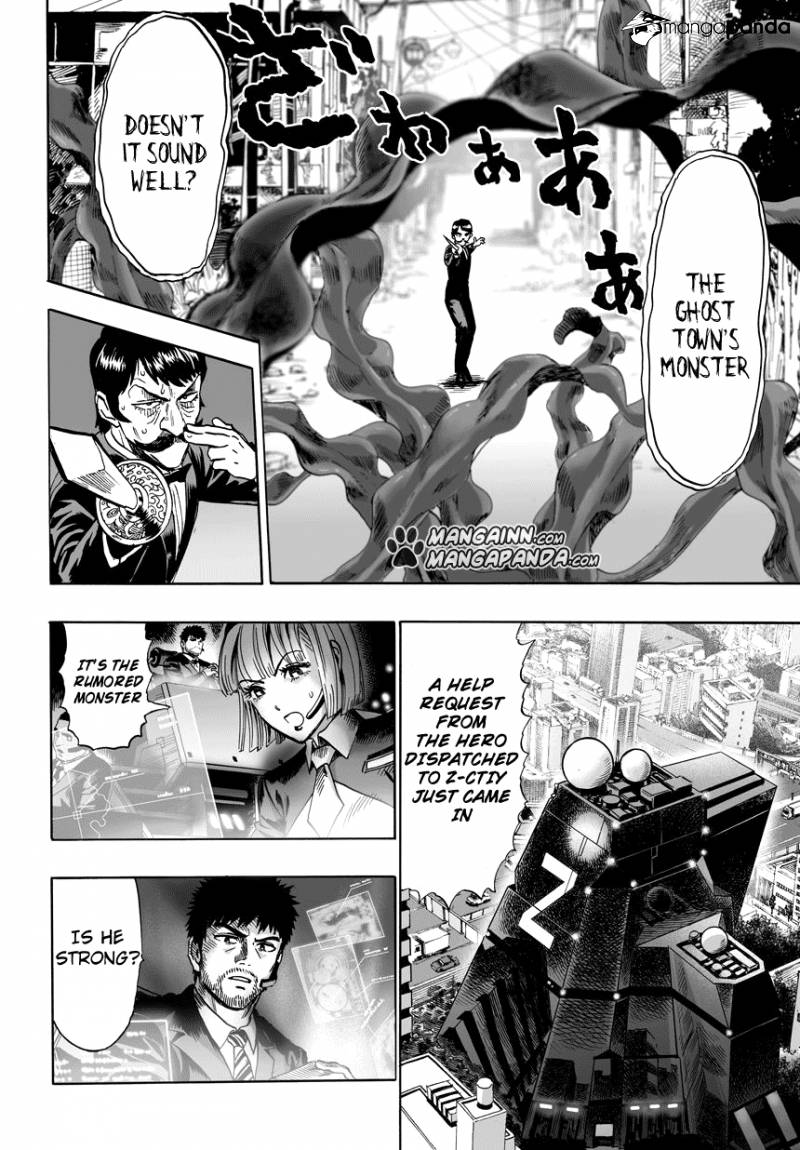 mangapanda
THE
GHOST
TOWN'S
MONSTER
DOESN'T
IT SOUND
WELL?
ざわぁぁああ
MANGAINN.COM
MANGAPANDA.COM
A HELP
REQUEST
FROM
THE HERO
DISPATCHED
TO Z-CTIY
JUST CAME
IN
Z
IT'S THE
RUMORED
MONSTER
IS HE
STRONG?